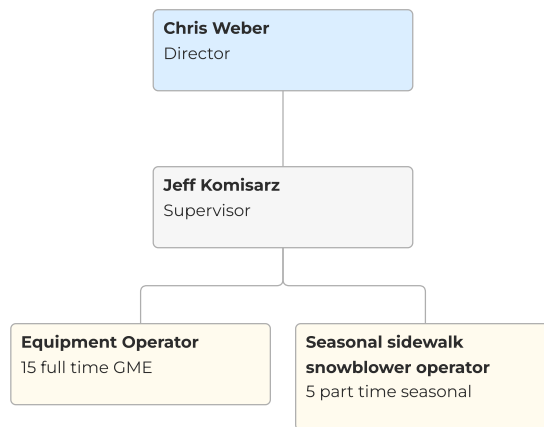 Chris Weber
Director
Jeff Komisarz
Supervisor
Equipment Operator
15 full time GME
Seasonal sidewalk
snowblower operator
5 part time seasonal